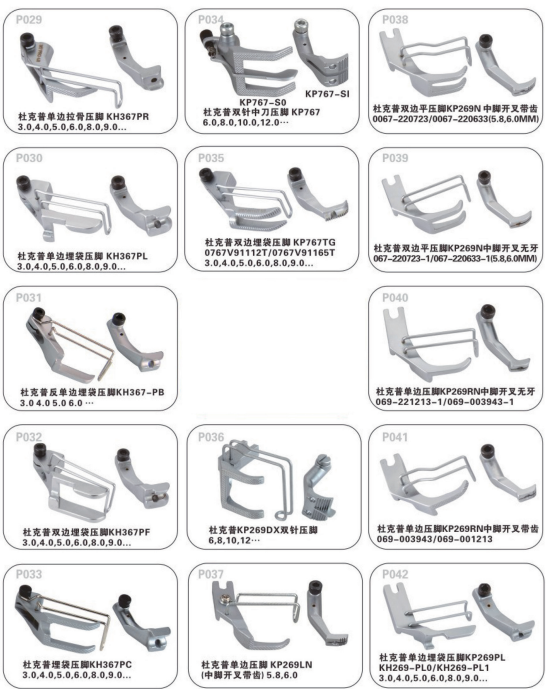 P029
杜克普单边拉骨压脚 KH367PR
3.0,4.0,5.0,6.0,8.0,9.0...
P034
KP767-S0
KP767-SI
杜克普双针中刀压脚 KP767
6.0,8.0,10.0,12.0…
P038
杜克普双边平压脚KP269N 中脚开叉带齿
0067-220723/0067-220633(5.8,6.0MM)
P030
杜克普单边埋袋压脚 KH367PL
3.0,4.0,5.0,6.0,8.0,9.0...
P035
杜克普双边埋袋压脚 KP767TG
0767V91112T/0767V91165T
3.0,4.0,5.0,6.0,8.0,9.0...
P039
杜克普双边平压脚KP269N中脚开叉无牙
067-220723-1/067-220633-1(5.8,6.0MM)
P031
杜克普反单边埋袋压脚KH367-PB
3.0 4.0 5.0 6.0 …
P040
杜克普单边压脚KP269RN中脚开叉无牙
069-221213-1/069-003943-1
P032
杜克普双边埋袋压脚KH367PF
3.0,4.0,5.0,6.0,8.0,9.0...
P036
杜克普KP269DX双针压脚
6,8,10,12…
P041
杜克普单边压脚KP269RN中脚开叉带齿
069-003943/069-001213
P033
杜克普埋袋压脚KH367PC
3.0,4.0,5.0,6.0,8.0,9.0...
P037
杜克普单边压脚 KP269LN
(中脚开叉带齿) 5.8,6.0
P042
杜克普单边埋袋压脚 KP269PL
KH269-PL0/KH269-PL1
3.0,4.0,5.0,6.0,8.0,9.0...